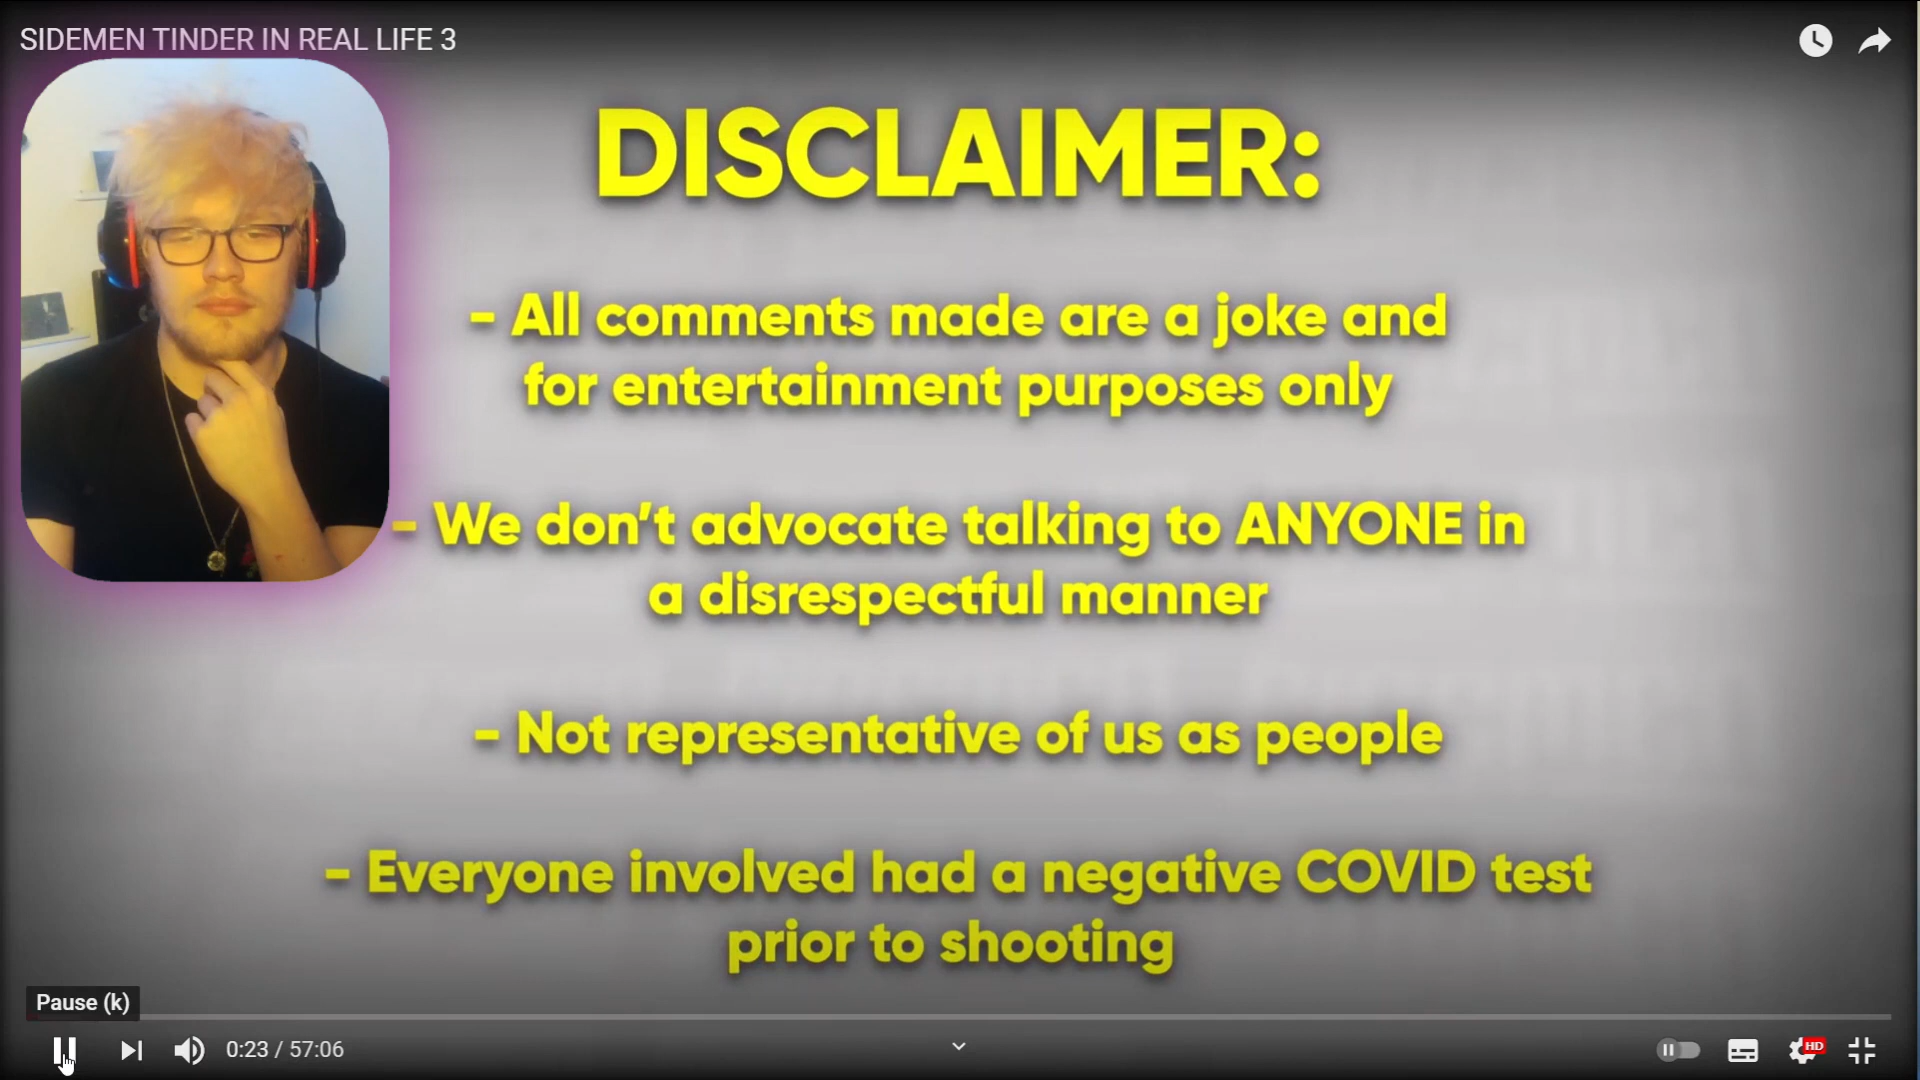 SIDEMEN TINDER IN REAL LIFE 3
DISCLAIMER:
- All comments made are a joke and
for entertainment purposes only
- We don't advocate talking to ANYONE in
a disrespectful manner
- Not representative of us as people
- Everyone involved had a negative COVID test
prior to shooting
Pause (k)
0:23 / 57:06
HD